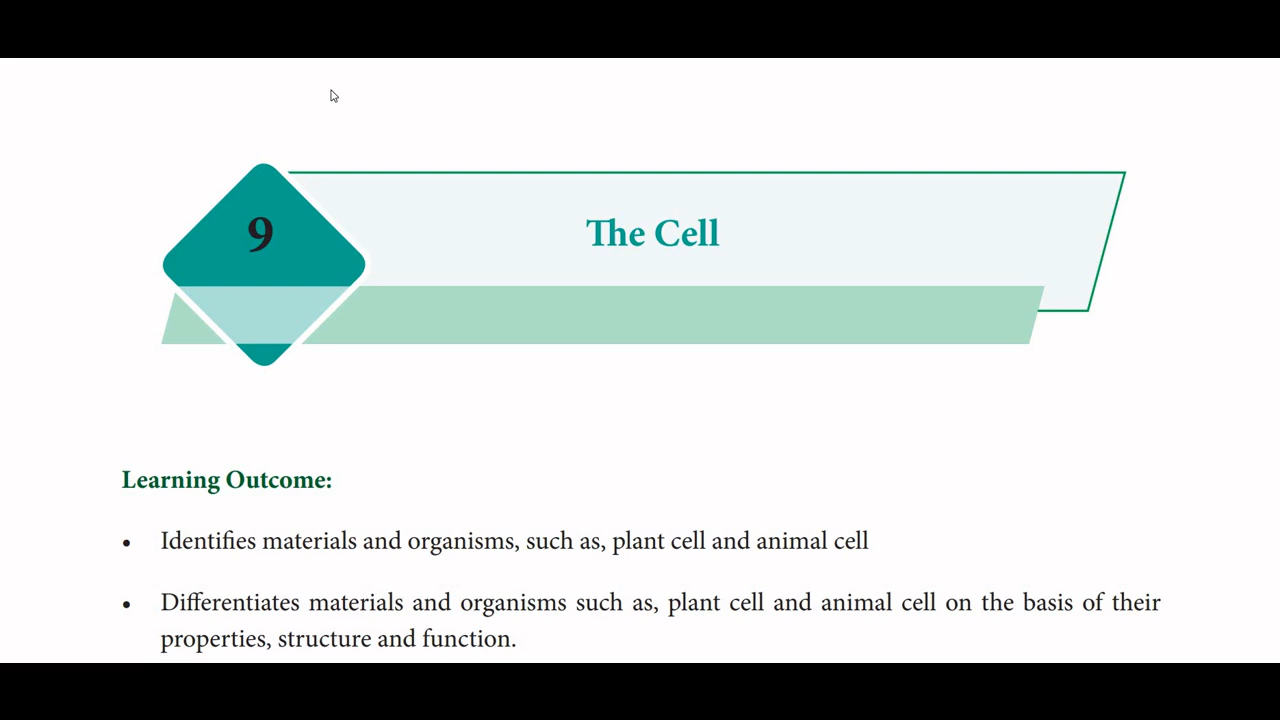 9
The Cell
Learning Outcome:
• Identifies materials and organisms, such as, plant cell and animal cell
• Differentiates materials and organisms such as, plant cell and animal cell on the basis of their
properties, structure and function.